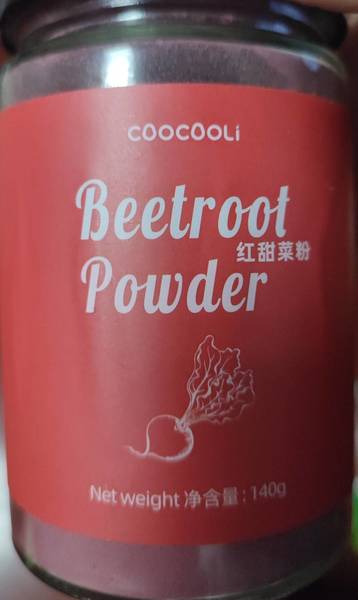 COOCOOLi
Beetroot
红甜菜粉
Powder
Net weight 净含量: 140g